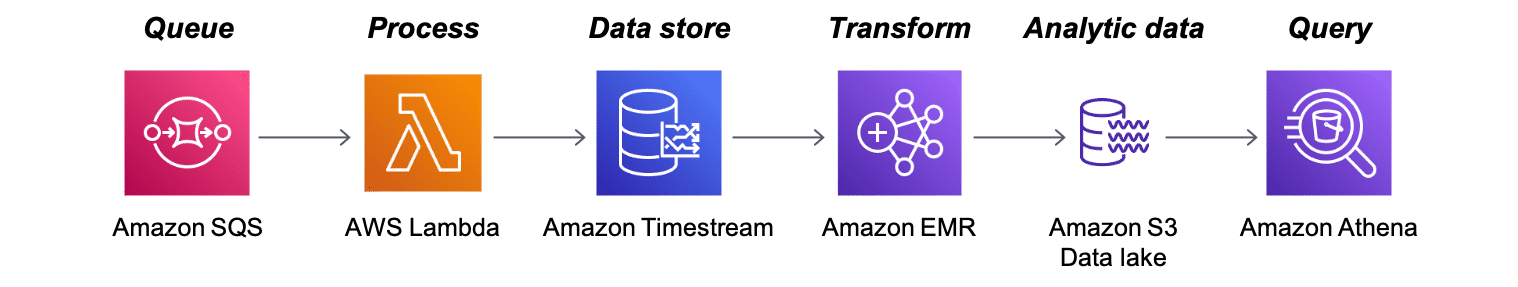 Queue
Process
Data store
Transform
Analytic data
Query
Amazon SQS
AWS Lambda
Amazon Timestream
Amazon EMR
Amazon S3
Data lake
Amazon Athena